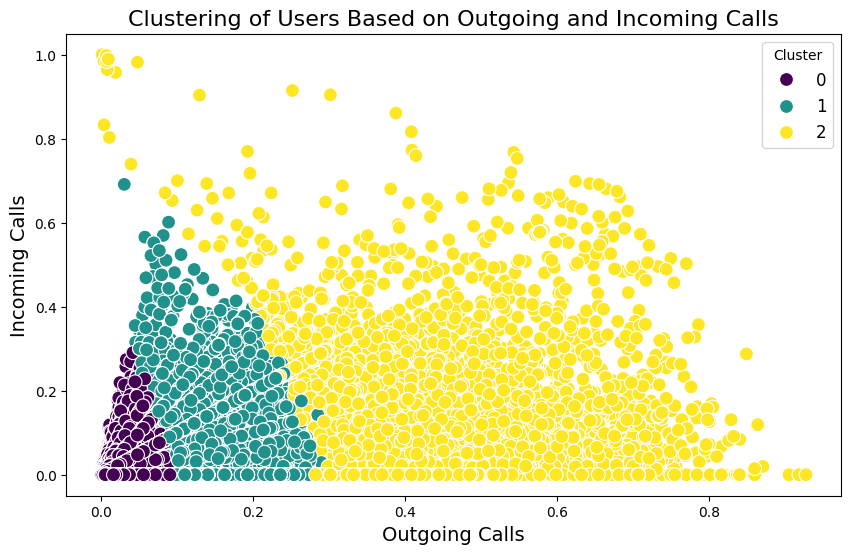 Clustering of Users Based on Outgoing and Incoming Calls
Cluster
0
1
2
Incoming Calls
1.0
0.8
0.6
0.4
0.2
0.0
0.0 0.2 0.4 0.6 0.8
Outgoing Calls